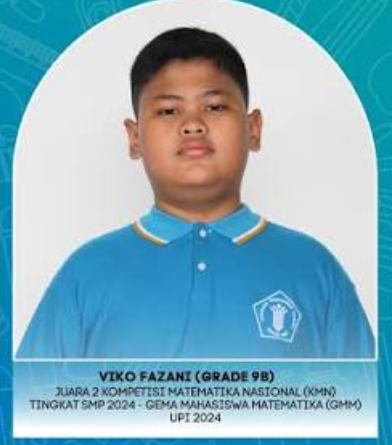 VIKO FAZANI (GRADE 9B)
JUARA 2 KOMPETISI MATEMATIKA NASIONAL (KMN)
TINGKAT SMP 2024 - GEMA MAHASISWA MATEMATIKA (GMM)
UPI 2024